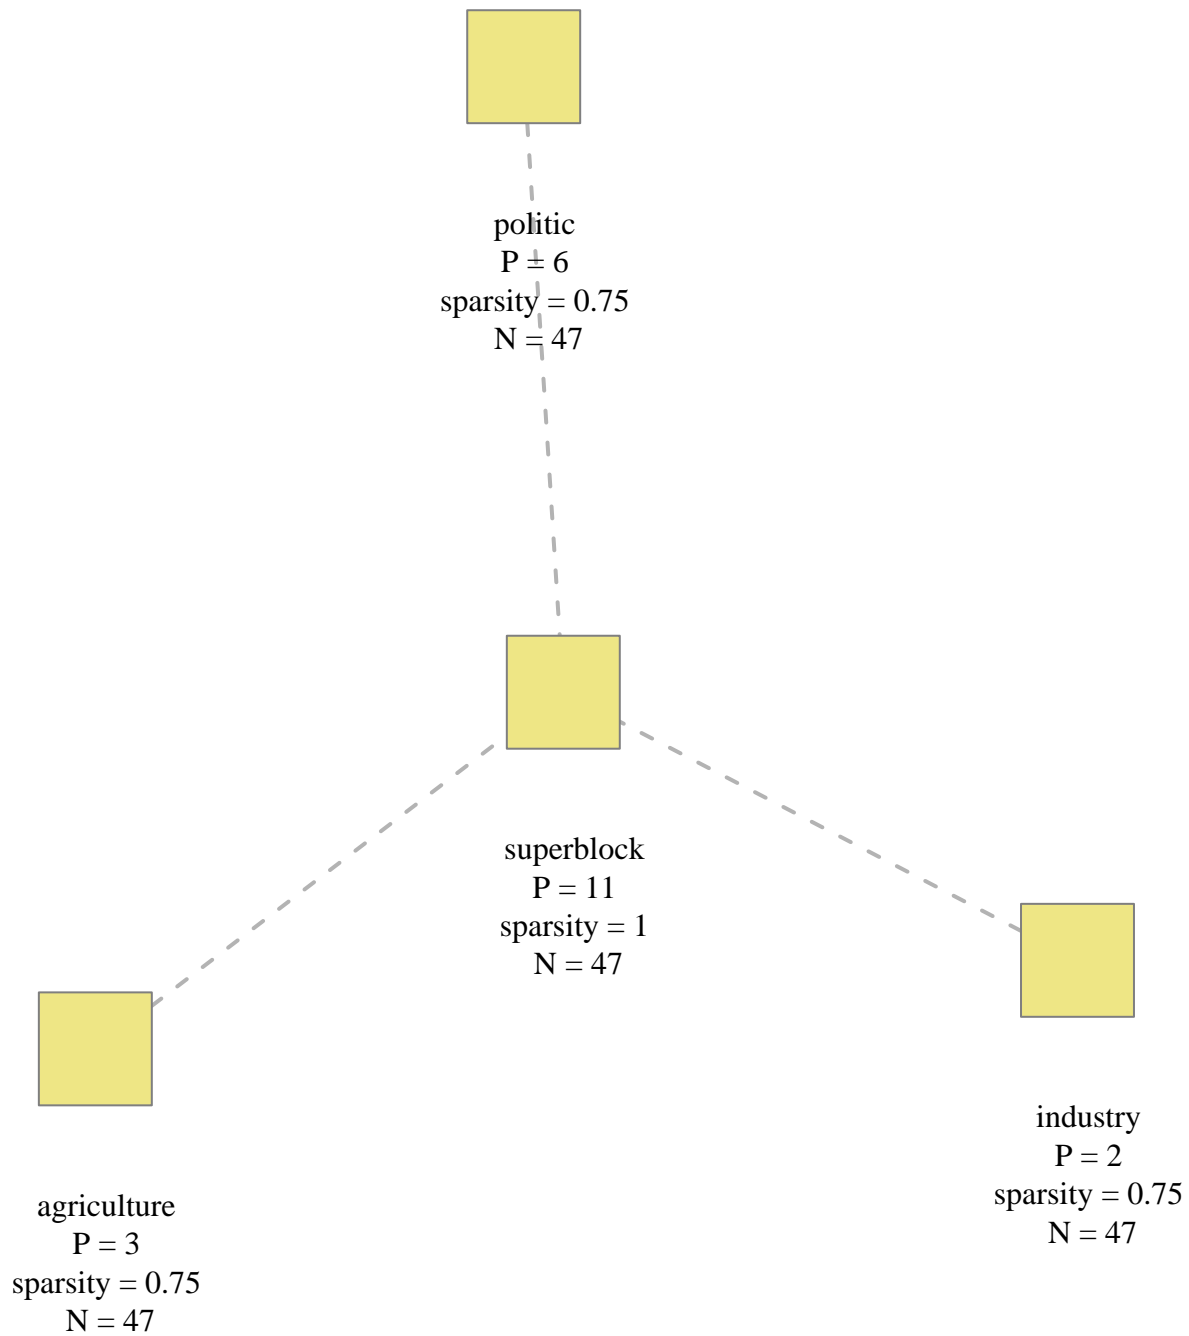 politic
P = 6
sparsity = 0.75
N = 47
superblock
P = 11
sparsity = 1
N = 47
industry
P = 2
sparsity = 0.75
N = 47
agriculture
P = 3
sparsity = 0.75
N = 47